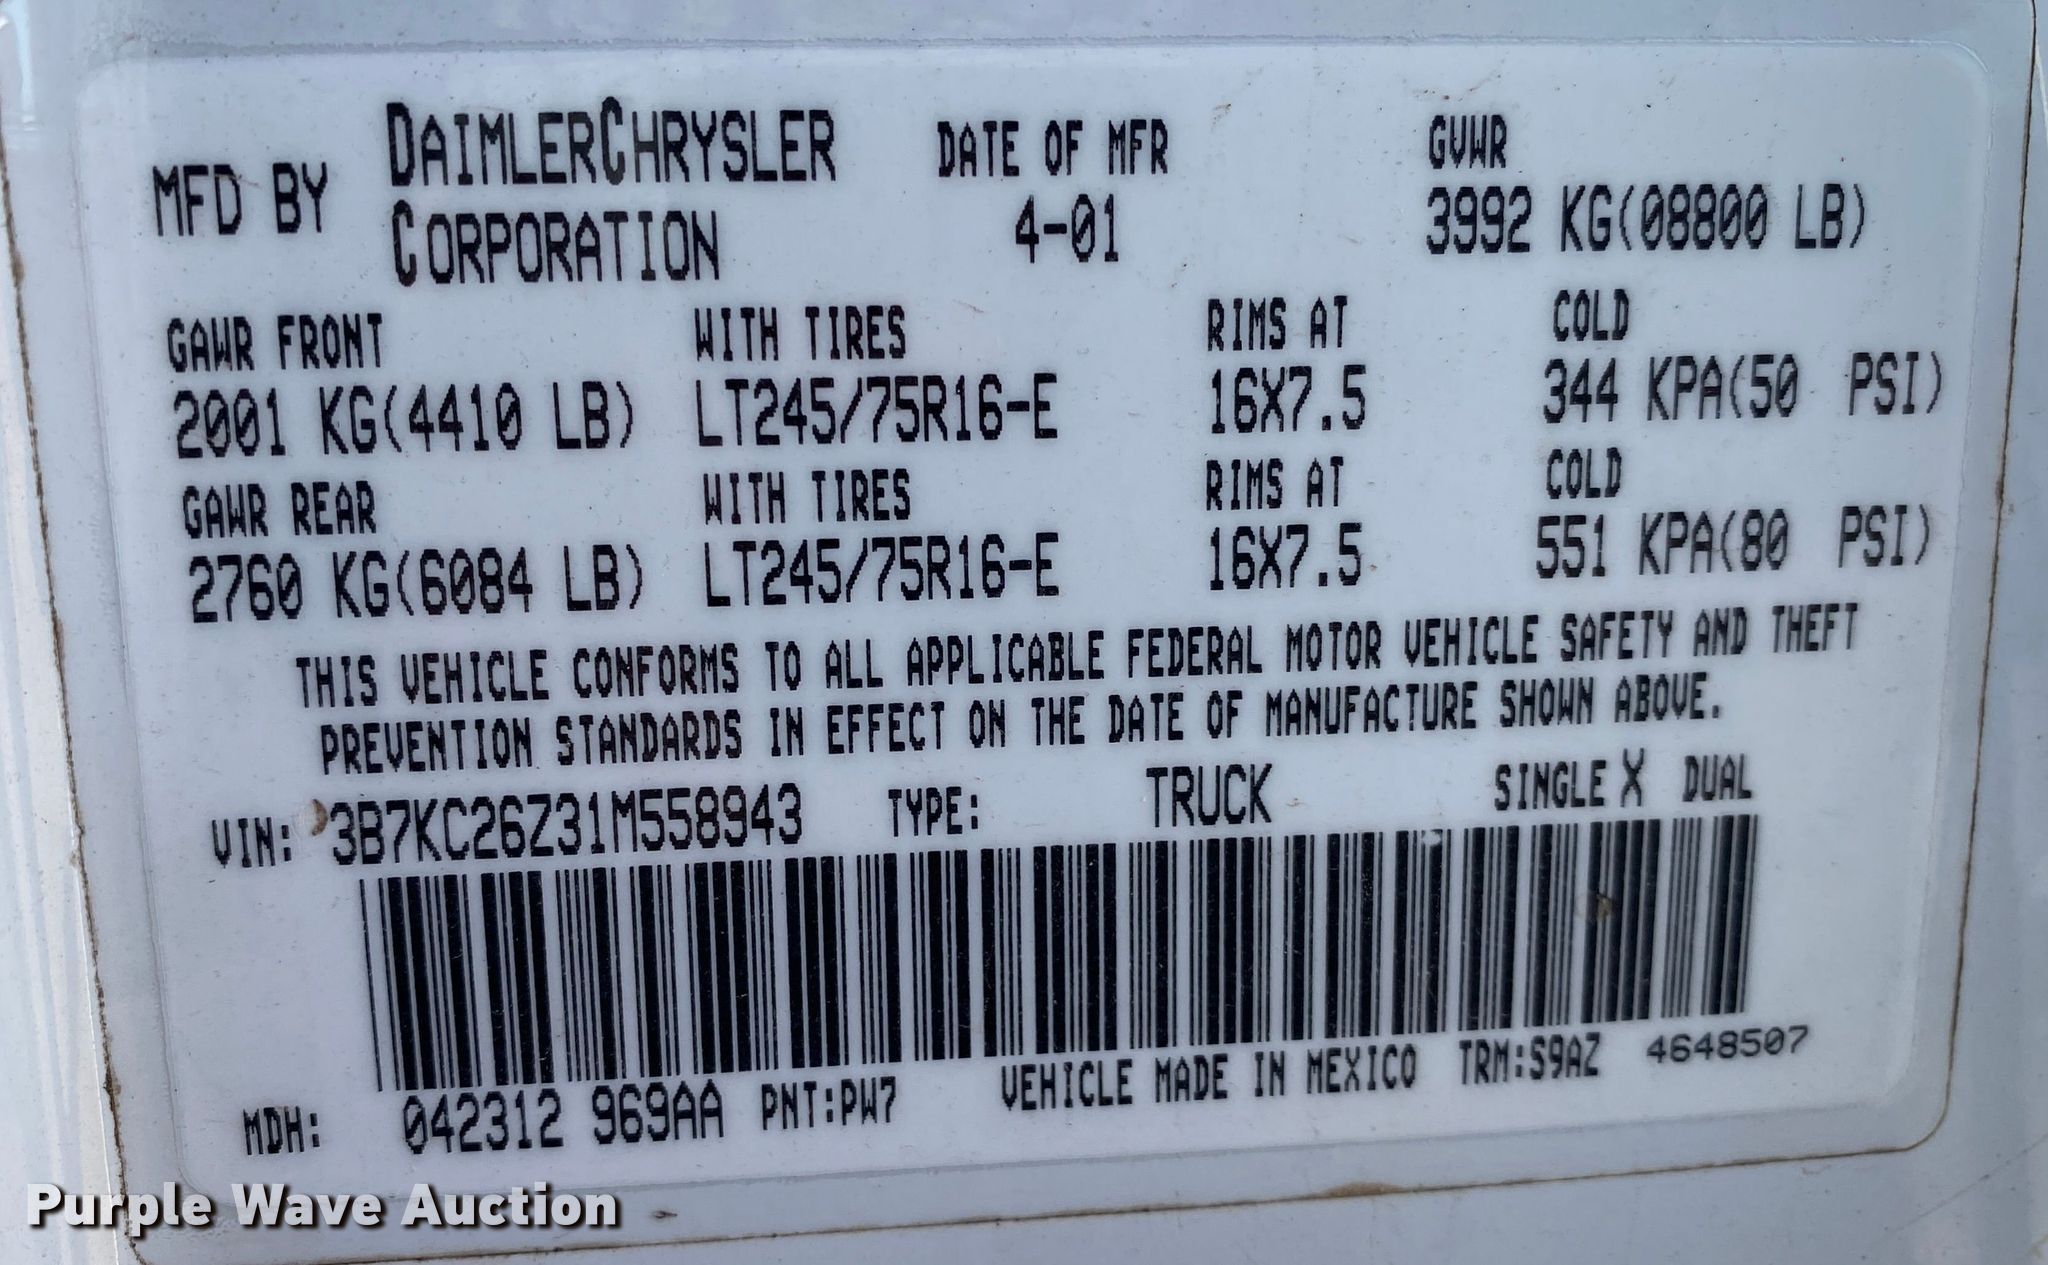 MFD BY DAIMLERCHRYSLER CORPORATION DATE OF MFR 4-01 GVWR 3992 KG(08800 LB)
GAWR FRONT WITH TIRES RIMS AT COLD
2001 KG(4410 LB) LT245/75R16-E 16X7.5 344 KPA(50 PSI)
GAWR REAR WITH TIRES RIMS AT COLD
2760 KG(6084 LB) LT245/75R16-E 16X7.5 551 KPA(80 PSI)
THIS VEHICLE CONFORMS TO ALL APPLICABLE FEDERAL MOTOR VEHICLE SAFETY AND THEFT
PREVENTION STANDARDS IN EFFECT ON THE DATE OF MANUFACTURE SHOWN ABOVE.
VIN: 3B7KC26Z31M558943 TYPE: TRUCK SINGLE X DUAL
MDH: 042312 969AA PNT:PW7 VEHICLE MADE IN MEXICO TRM:S9AZ 4648507
Purple Wave Auction